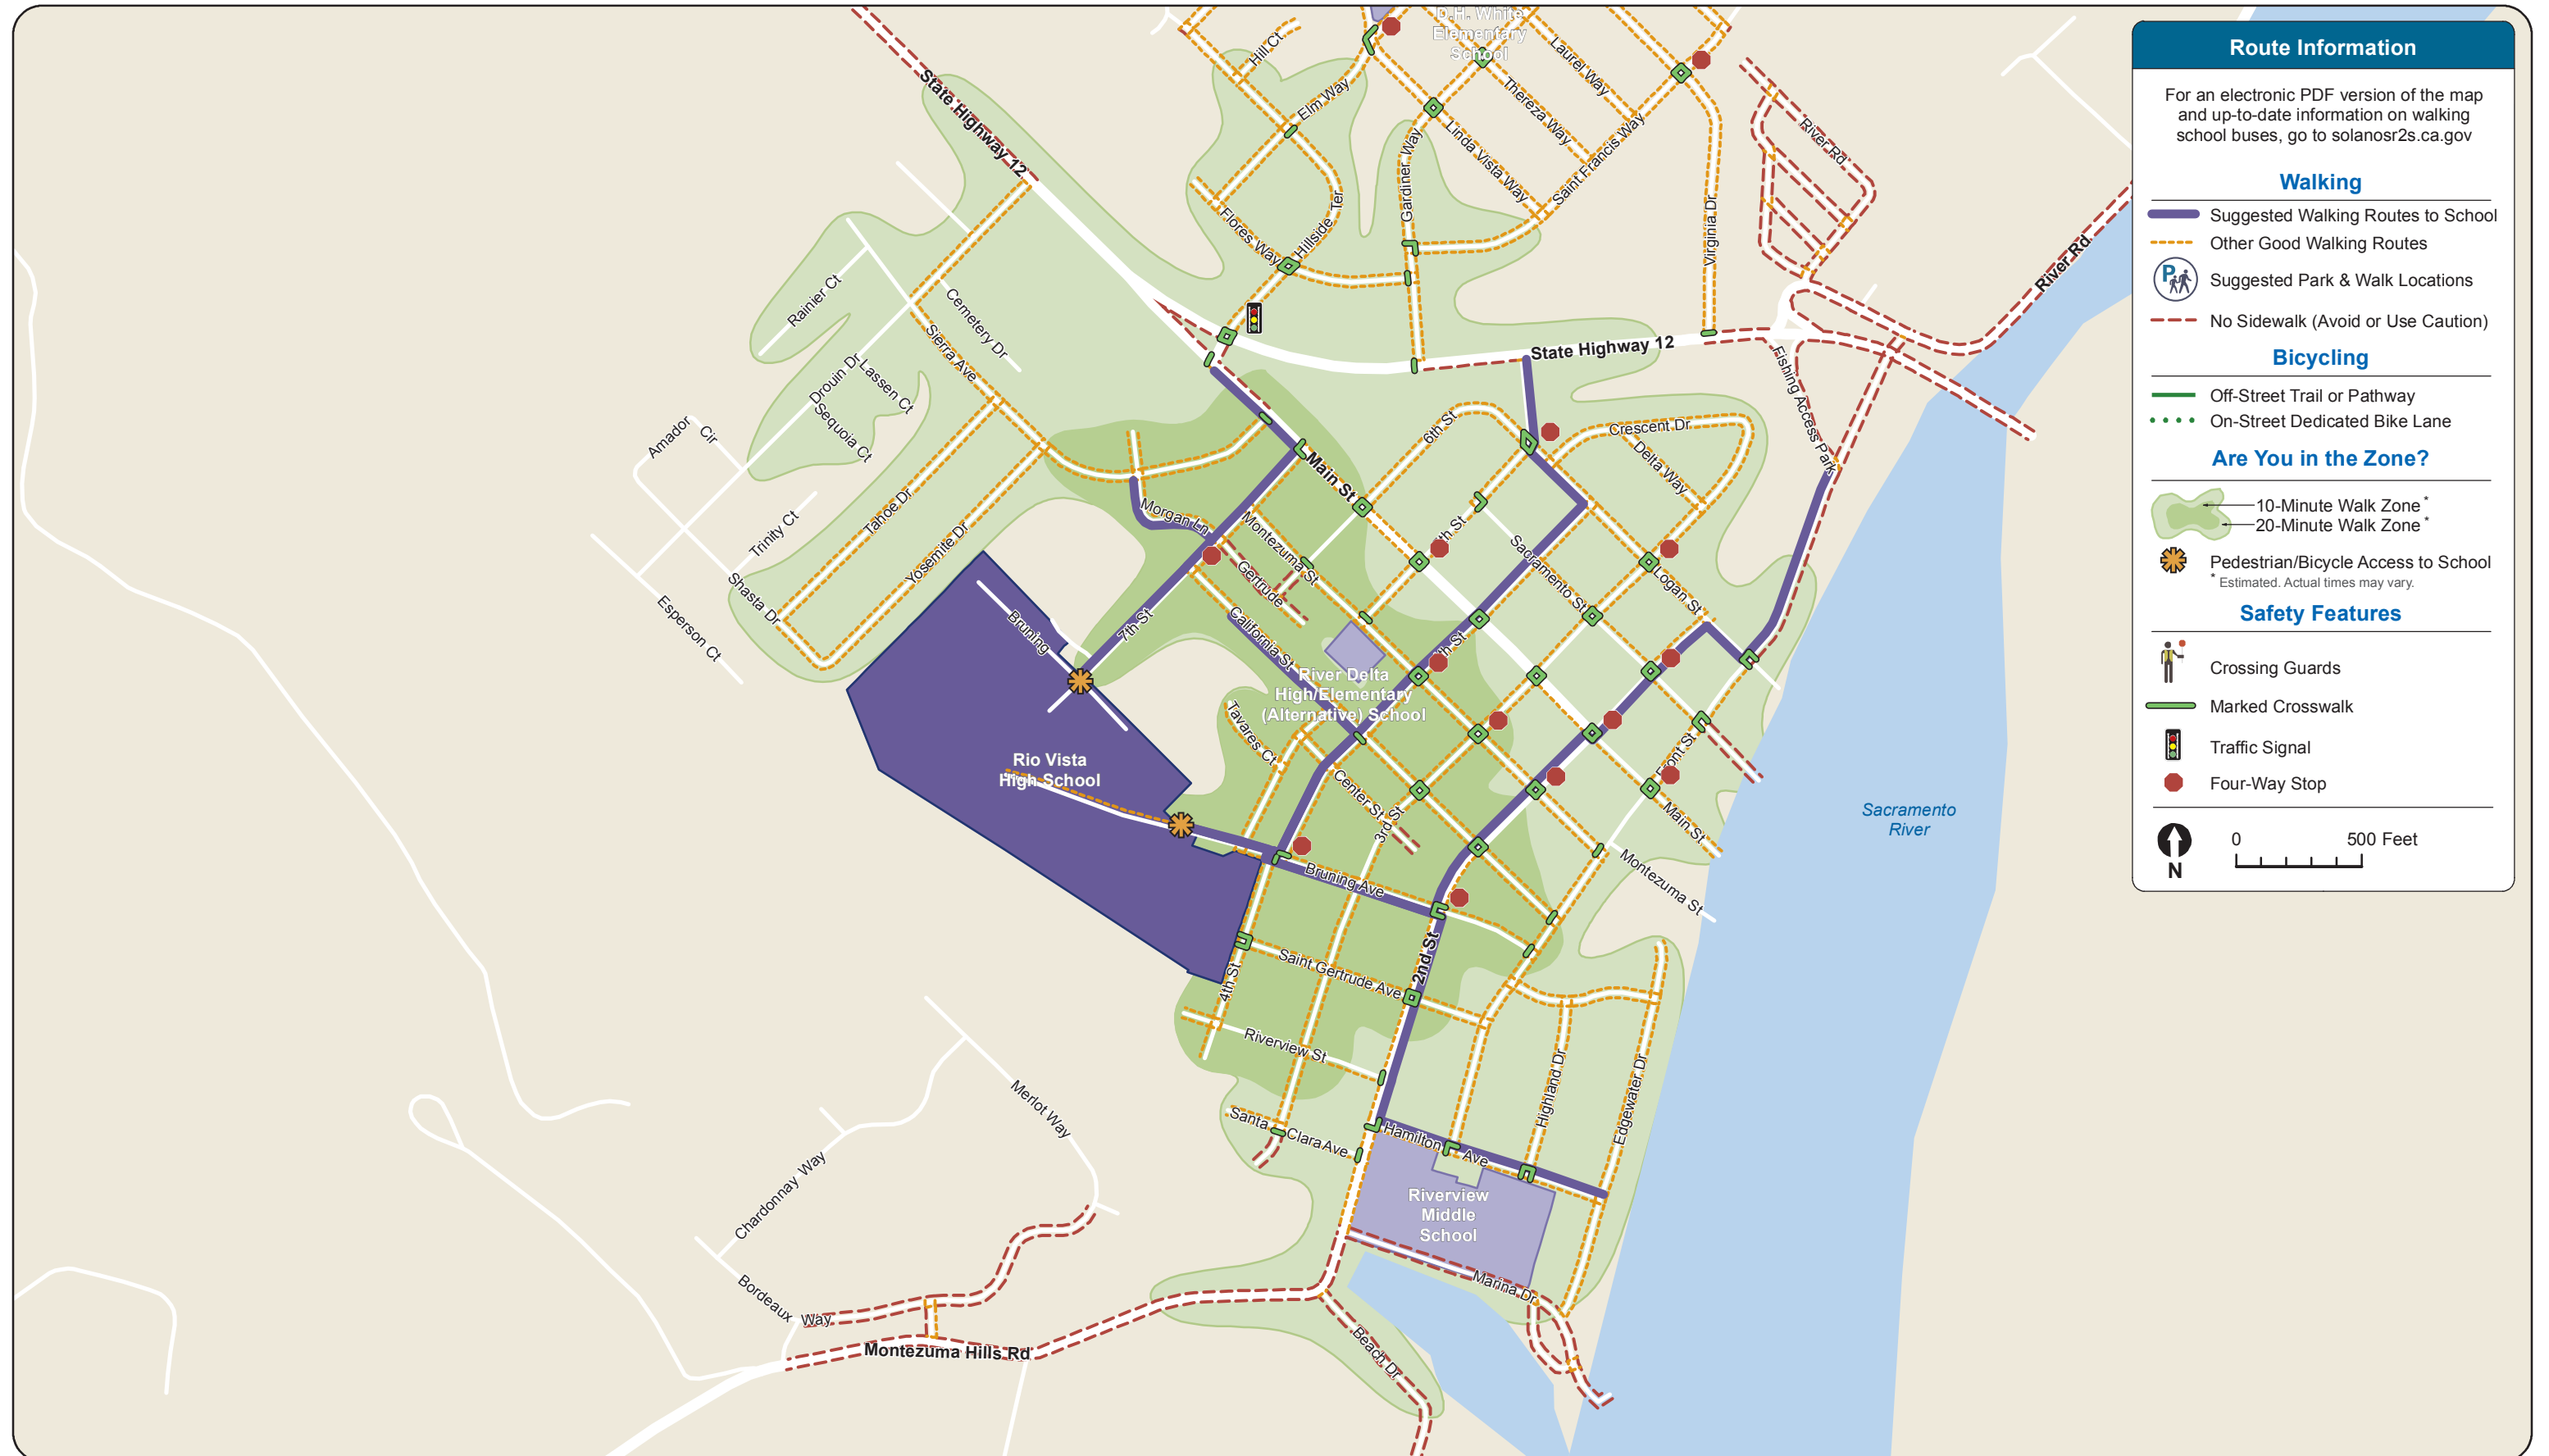 D.H. White
Elementary
School
Hill Ct
Elm Way
Laurel Way
Thereza Way
Linda Vista Way
Saint Francis Way
Gardiner Way
Virginia Dr
River Rd
River Rd
State Highway 12
Flores Way
Hillside Ter
State Highway 12
Rainier Ct
Cemetery Dr
Sierra Ave
Drouin Dr
Lassen Ct
Sequoia Ct
Amador Cir
Trinity Ct
Tahoe Dr
Yosemite Dr
Shasta Dr
Esperson Ct
Fishing Access Park
6th St
Crescent Dr
Delta Way
Main St
Morgan Ln
Montezuma St
Gertrude
Sacramento St
Logan St
7th St
California St
Bruning
th St
th St
River Delta
High/Elementary
(Alternative) School
Tavares Ct
Center St
3rd St
Front St
Main St
Montezuma St
Rio Vista
High School
Bruning Ave
2nd St
Saint Gertrude Ave
4th St
Riverview St
Santa Clara Ave
Hamilton Ave
Highland Dr
Edgewater Dr
Riverview
Middle
School
Marina Dr
Beach Dr
Merlot Way
Chardonnay Way
Bordeaux Way
Montezuma Hills Rd
Sacramento
River
Route Information
For an electronic PDF version of the map
and up-to-date information on walking
school buses, go to solanosr2s.ca.gov
Walking
Suggested Walking Routes to School
Other Good Walking Routes
P
Suggested Park & Walk Locations
No Sidewalk (Avoid or Use Caution)
Bicycling
Off-Street Trail or Pathway
On-Street Dedicated Bike Lane
Are You in the Zone?
10-Minute Walk Zone *
20-Minute Walk Zone *
Pedestrian/Bicycle Access to School
* Estimated. Actual times may vary.
Safety Features
Crossing Guards
Marked Crosswalk
Traffic Signal
Four-Way Stop
N
0 500 Feet